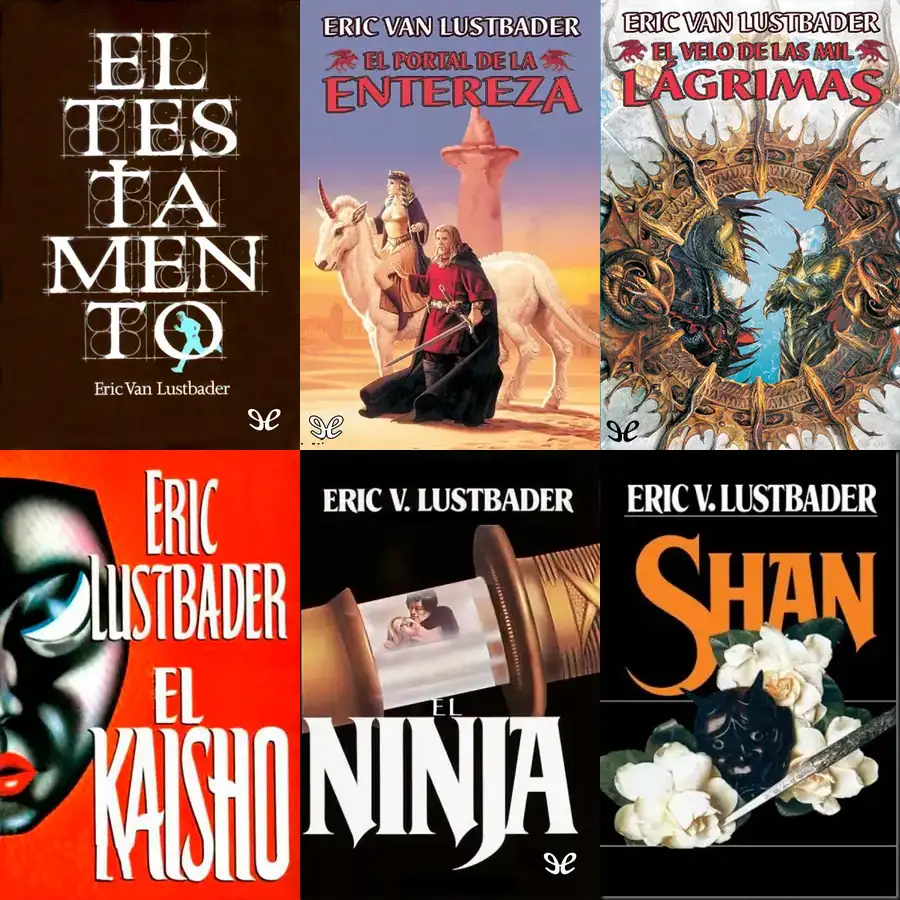 EL
TES
TA
MEN
TO
Eric Van Lustbader
ERIC VAN LUSTBADER
EL PORTAL DE LA
ENTEREZA
ERIC VAN LUSTBADER
EL VELO DE LAS MIL
LÁGRIMAS
ERIC
LUSTBADER
EL
KAISHO
ERIC V. LUSTBADER
EL
NINJA
ERIC V. LUSTBADER
SHAN